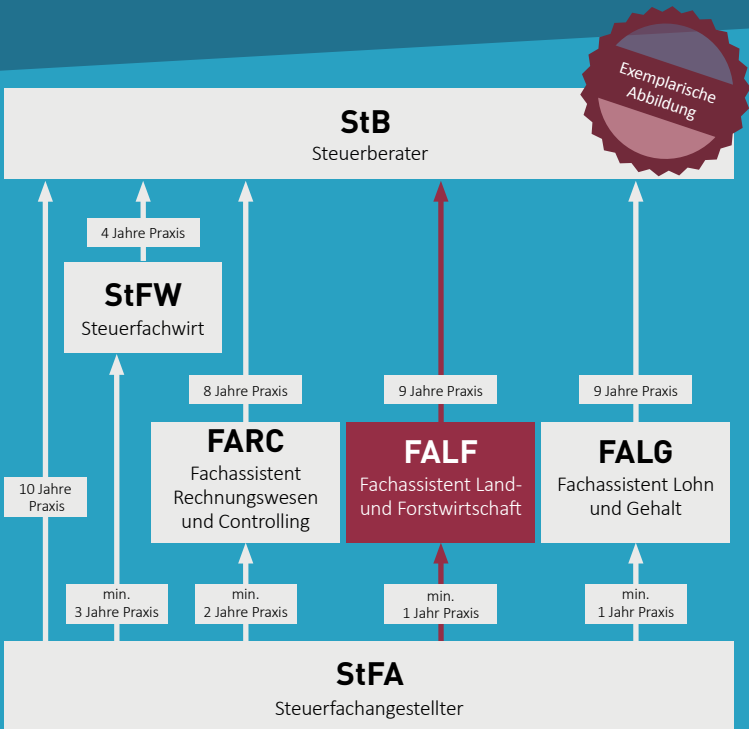 Exemplarische
Abbildung
StB
Steuerberater
4 Jahre Praxis
StFW
Steuerfachwirt
8 Jahre Praxis
9 Jahre Praxis
9 Jahre Praxis
FARC
Fachassistent
Rechnungswesen
und Controlling
FALF
Fachassistent Land-
und Forstwirtschaft
FALG
Fachassistent Lohn
und Gehalt
10 Jahre
Praxis
min.
3 Jahre Praxis
min.
2 Jahre Praxis
min.
1 Jahr Praxis
min.
1 Jahr Praxis
StFA
Steuerfachangestellter